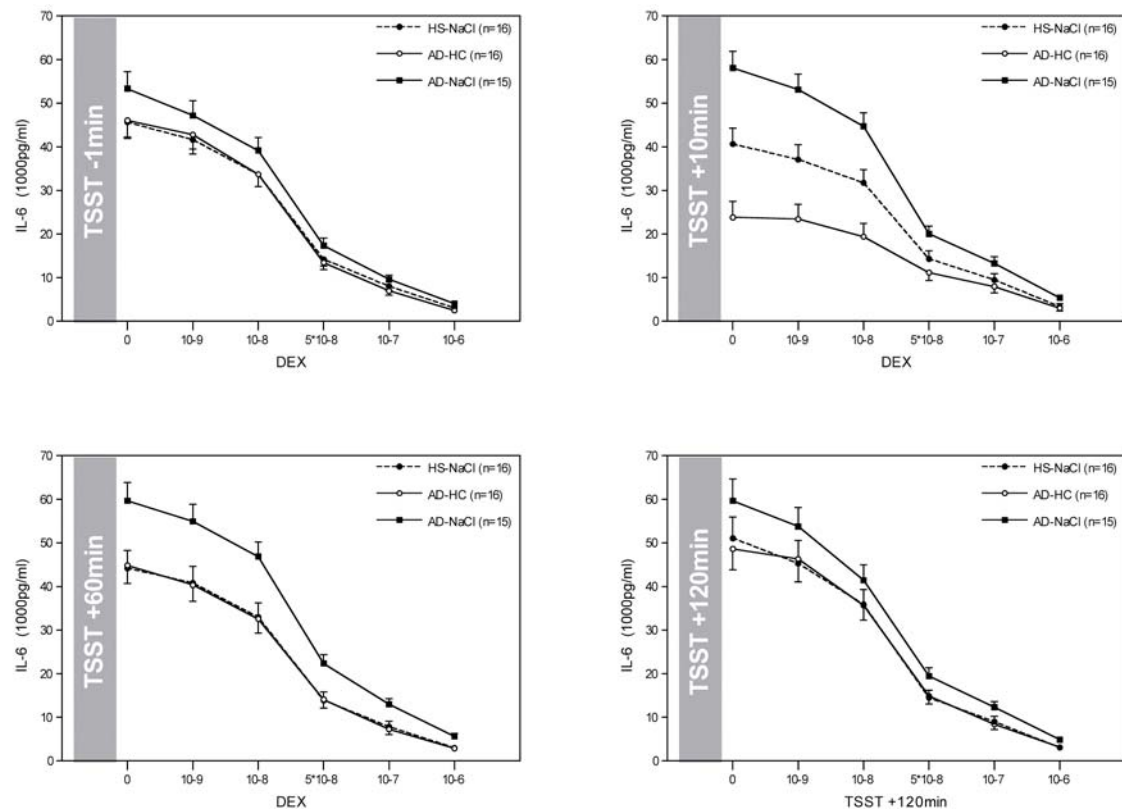 TSST -1min
IL-6 (1000pg/ml)
70
60
50
40
30
20
10
0
HS-NaCl (n=16)
AD-HC (n=16)
AD-NaCl (n=15)
0 10-9 10-8 5*10-8 10-7 10-6
DEX
TSST +10min
IL-6 (1000pg/ml)
70
60
50
40
30
20
10
0
HS-NaCl (n=16)
AD-HC (n=16)
AD-NaCl (n=15)
0 10-9 10-8 5*10-8 10-7 10-6
DEX
TSST +60min
IL-6 (1000pg/ml)
70
60
50
40
30
20
10
0
HS-NaCl (n=16)
AD-HC (n=16)
AD-NaCl (n=15)
0 10-9 10-8 5*10-8 10-7 10-6
DEX
TSST +120min
IL-6 (1000pg/ml)
70
60
50
40
30
20
10
0
HS-NaCl (n=16)
AD-HC (n=16)
AD-NaCl (n=15)
0 10-9 10-8 5*10-8 10-7 10-6
TSST +120min